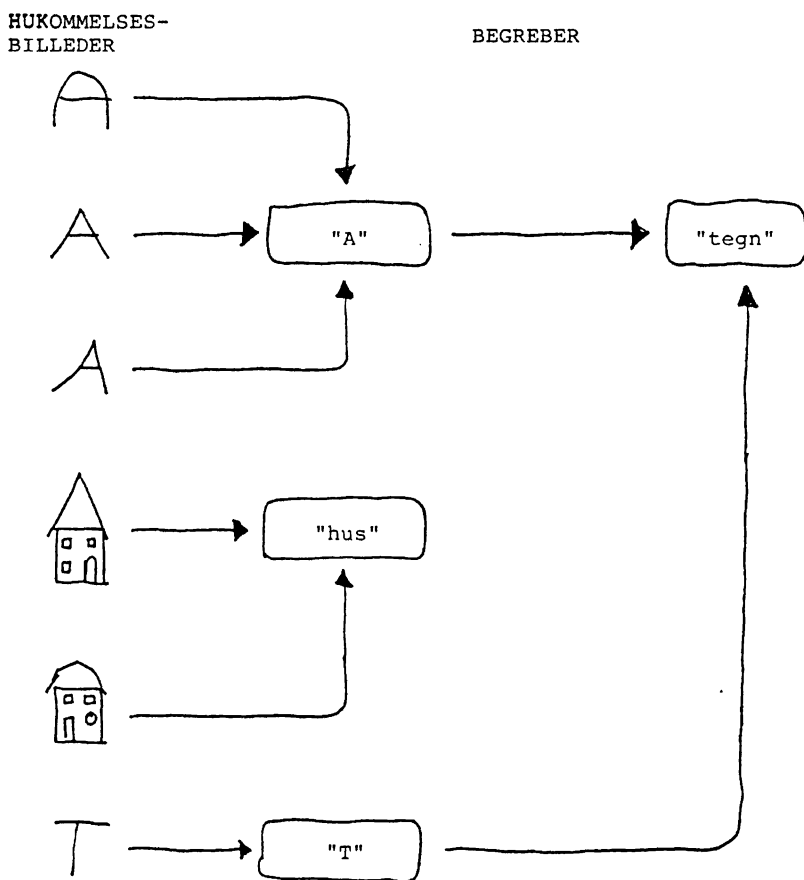 HUKOMMELSES-
BILLEDER
BEGREBER
A
A
"A"
"tegn"
A
"hus"
T
"T"